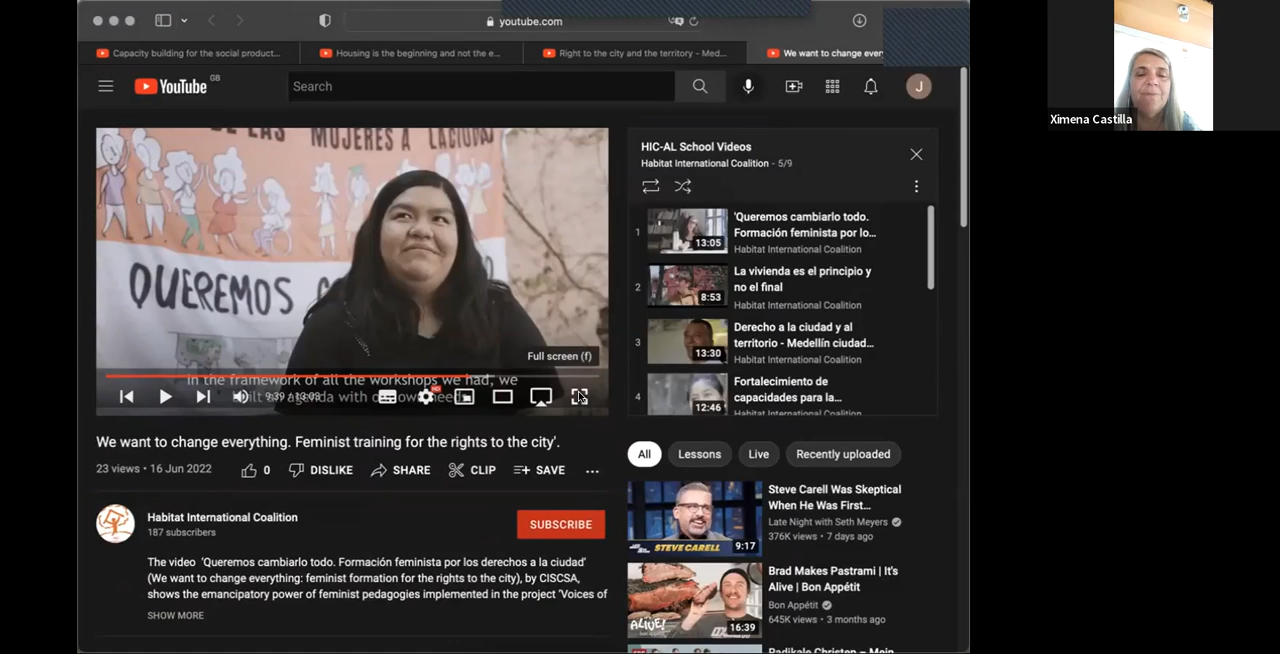 youtube.com
Capacity building for the social product...
Housing is the beginning and not the e...
Right to the city and the territory - Med...
We want to change every
YouTube GB
Search
J
DE LAS MUJERES A LA CIUDAD
QUEREMOS
Full screen (f)
In the framework of all the workshops we had, we
agenda with
HIC-AL School Videos
Habitat International Coalition - 5/9
1
'Queremos cambiarlo todo.
Formación feminista por lo...
Habitat International Coalition
13:05
2
La vivienda es el principio y
no el final
Habitat International Coalition
8:53
3
Derecho a la ciudad y al
territorio - Medellín ciudad...
Habitat International Coalition
13:30
4
Fortalecimiento de
capacidades para la...
Habitat International Coalition
12:46
We want to change everything. Feminist training for the rights to the city'.
23 views • 16 Jun 2022
0
DISLIKE
SHARE
CLIP
SAVE
Habitat International Coalition
187 subscribers
SUBSCRIBE
The video 'Queremos cambiarlo todo. Formación feminista por los derechos a la ciudad'
(We want to change everything: feminist formation for the rights to the city), by CISCSA,
shows the emancipatory power of feminist pedagogies implemented in the project 'Voices of
SHOW MORE
All
Lessons
Live
Recently uploaded
STEVE CARELL
9:17
Steve Carell Was Skeptical
When He Was First...
Late Night with Seth Meyers
376K views • 7 days ago
ALIVE!
16:39
Brad Makes Pastrami | It's
Alive | Bon Appétit
Bon Appétit
645K views • 3 months ago
Radikale Christen – Mein
Ximena Castilla